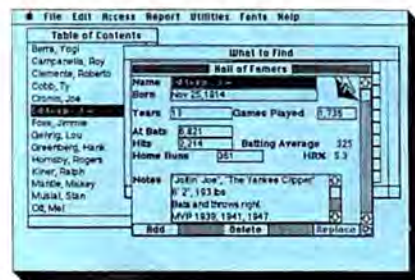 File Edit Access Report Utilities Fonts Help
Table of Contents
Berra, Yogi
Campanella, Roy
Clemente, Roberto
Cobb, Ty
Cronin, Joe
Foxx, Jimmie
Gehrig, Lou
Greenberg, Hank
Hornsby, Rogers
Kiner, Ralph
Mantle, Mickey
Musial, Stan
Ott, Mel
What to Find
Hall of Famers
Name
Born Nov 25, 1914
Years 13 Games Played 1,736
At Bats 6,821
Hits 2,214 Batting Average 325
Home Runs 361 HR% 5.3
Notes "Joltin' Joe", "The Yankee Clipper"
6' 2", 193 lbs
Bats and throws right
MVP 1939, 1941, 1947
Add Delete Replace